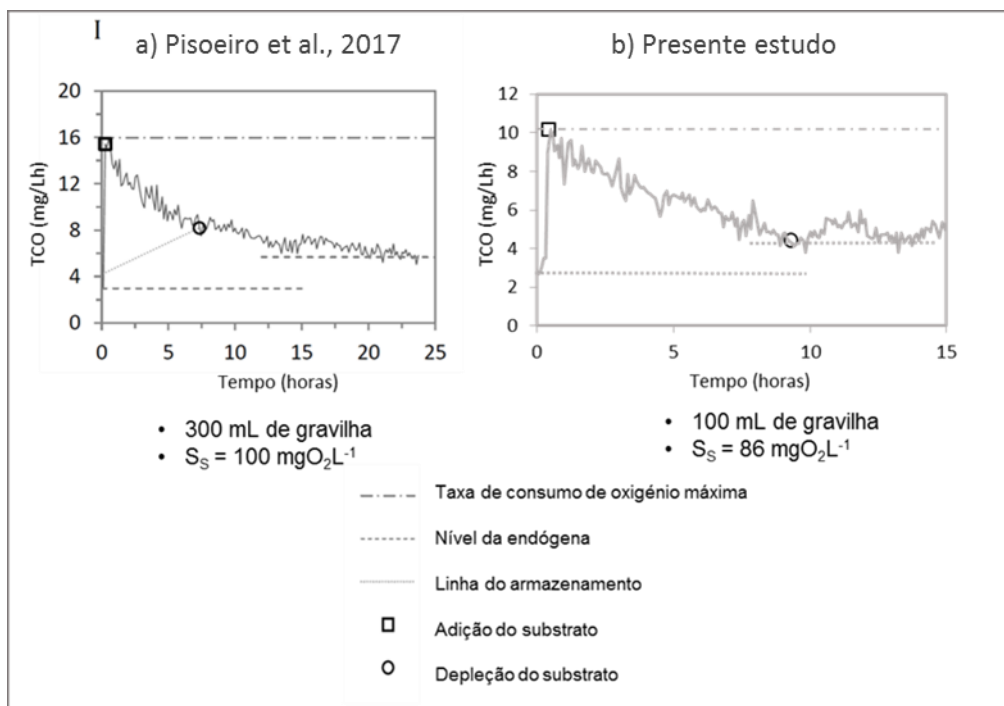 I
a) Pisoeiro et al., 2017
b) Presente estudo
TCO (mg/Lh)
20
16
12
8
4
0
0 5 10 15 20 25
Tempo (horas)
TCO (mg/Lh)
12
10
8
6
4
2
0
0 5 10 15
Tempo (horas)
• 300 mL de gravilha
• S_S = 100 mgO₂L⁻¹
• 100 mL de gravilha
• S_S = 86 mgO₂L⁻¹
Taxa de consumo de oxigénio máxima
Nível da endógena
Linha do armazenamento
Adição do substrato
Depleção do substrato